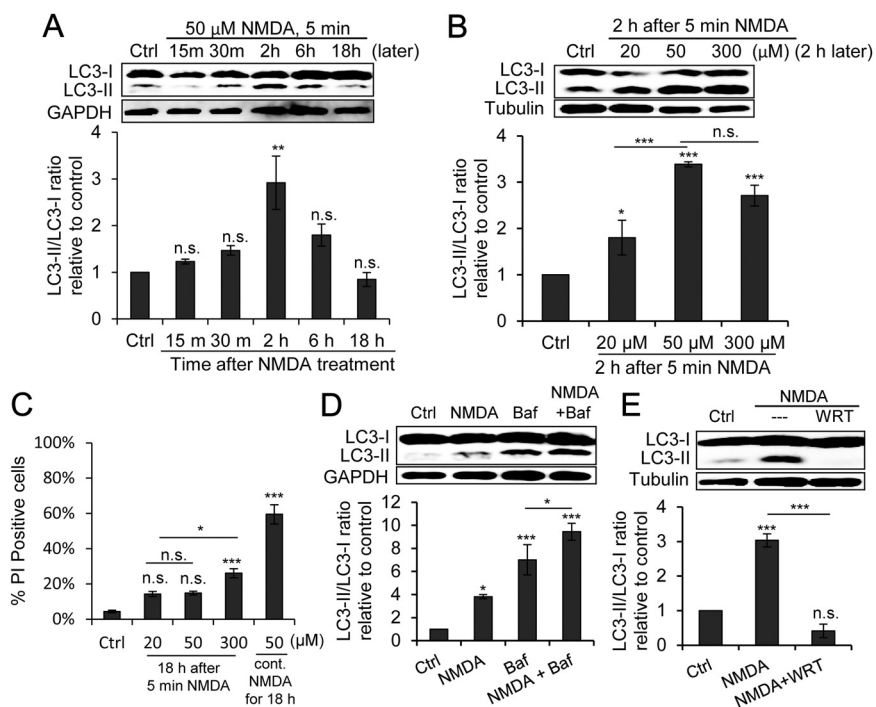 A
50 µM NMDA, 5 min
Ctrl 15m 30m 2h 6h 18h (later)
LC3-I
LC3-II
GAPDH
LC3-II/LC3-I ratio
relative to control
4
3
2
1
0
n.s.
n.s.
**
n.s.
n.s.
Ctrl 15 m 30 m 2 h 6 h 18 h
Time after NMDA treatment
B
2 h after 5 min NMDA
Ctrl 20 50 300 (µM) (2 h later)
LC3-I
LC3-II
Tubulin
LC3-II/LC3-I ratio
relative to control
4
3
2
1
0
***
n.s.
*
***
***
Ctrl 20 µM 50 µM 300 µM
2 h after 5 min NMDA
C
% PI Positive cells
100%
80%
60%
40%
20%
0%
*
n.s.
n.s.
n.s.
***
***
Ctrl 20 50 300 50 (µM)
18 h after
5 min NMDA
cont.
NMDA
for 18 h
D
Ctrl NMDA Baf NMDA
+Baf
LC3-I
LC3-II
GAPDH
LC3-II/LC3-I ratio
relative to control
12
10
8
6
4
2
0
*
*
***
***
Ctrl
NMDA
Baf
NMDA + Baf
E
NMDA
Ctrl --- WRT
LC3-I
LC3-II
Tubulin
LC3-II/LC3-I ratio
relative to control
4
3
2
1
0
***
***
n.s.
Ctrl
NMDA
NMDA+WRT